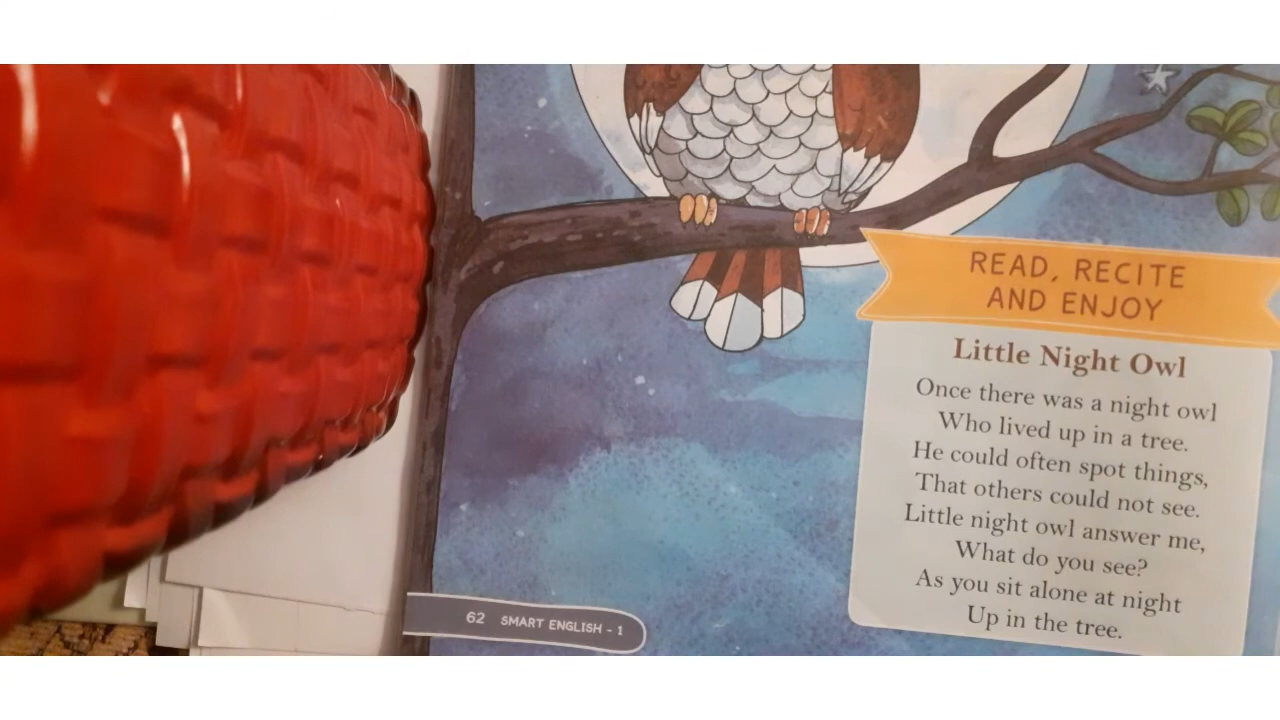 READ, RECITE
AND ENJOY
Little Night Owl
Once there was a night owl
Who lived up in a tree.
He could often spot things,
That others could not see.
Little night owl answer me,
What do you see?
As you sit alone at night
Up in the tree.
62 SMART ENGLISH - 1